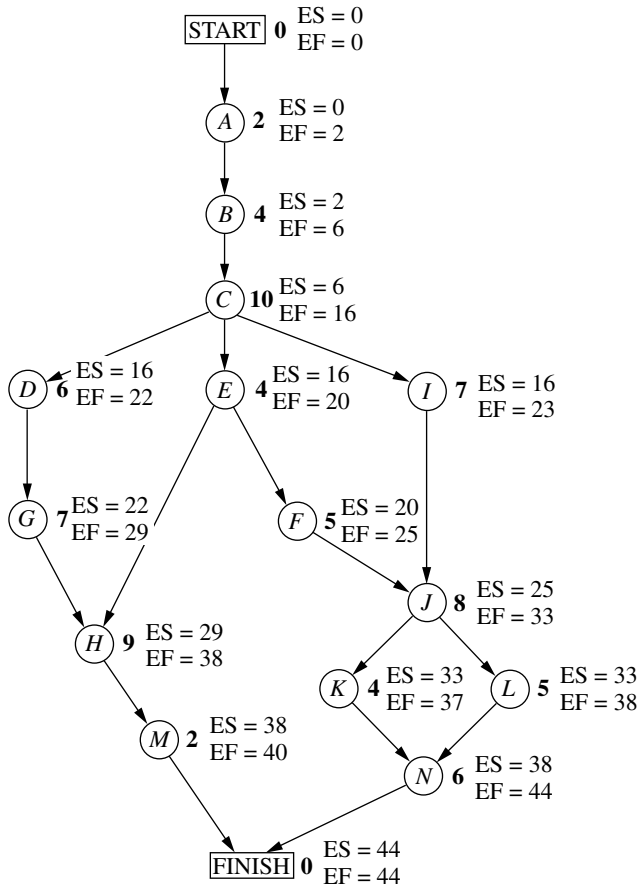 START 0 ES = 0
EF = 0
A 2 ES = 0
EF = 2
B 4 ES = 2
EF = 6
C 10 ES = 6
EF = 16
D 6 ES = 16
EF = 22
E 4 ES = 16
EF = 20
I 7 ES = 16
EF = 23
G 7 ES = 22
EF = 29
F 5 ES = 20
EF = 25
J 8 ES = 25
EF = 33
H 9 ES = 29
EF = 38
K 4 ES = 33
EF = 37
L 5 ES = 33
EF = 38
M 2 ES = 38
EF = 40
N 6 ES = 38
EF = 44
FINISH 0 ES = 44
EF = 44